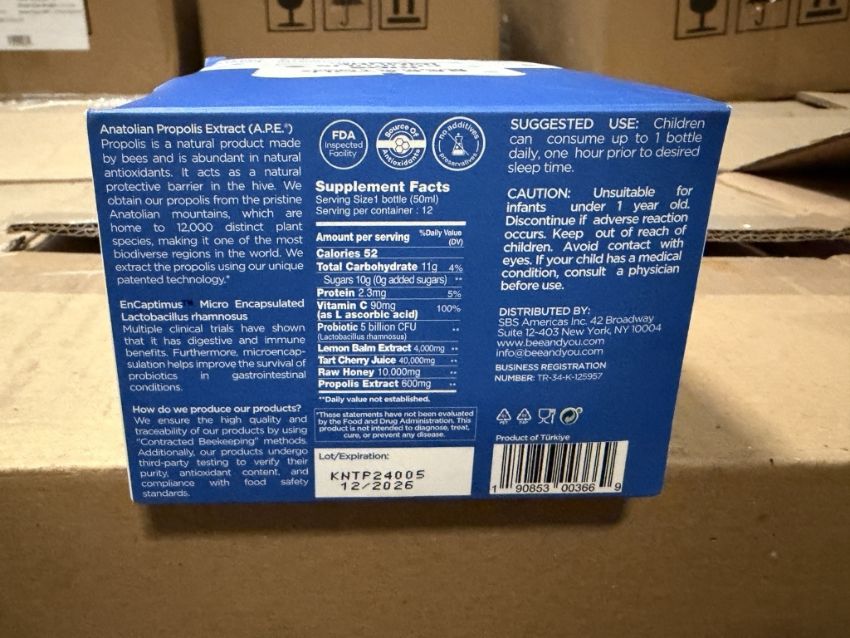 Anatolian Propolis Extract (A.P.E.®)
Propolis is a natural product made
by bees and is abundant in natural
antioxidants. It acts as a natural
protective barrier in the hive. We
obtain our propolis from the pristine
Anatolian mountains, which are
home to 12,000 distinct plant
species, making it one of the most
biodiverse regions in the world. We
extract the propolis using our unique
patented technology.*
EnCaptimus™ Micro Encapsulated
Lactobacillus rhamnosus
Multiple clinical trials have shown
that it has digestive and immune
benefits. Furthermore, microencap-
sulation helps improve the survival of
probiotics in gastrointestinal
conditions.
How do we produce our products?
We ensure the high quality and
traceability of our products by using
"Contracted Beekeeping" methods.
Additionally, our products undergo
third-party testing to verify their
purity, antioxidant content, and
compliance with food safety
standards.
FDA
Inspected
Facility
Source Of
Antioxidants
no additives
preservatives
Supplement Facts
Serving Size1 bottle (50ml)
Serving per container : 12
Amount per serving %Daily Value
(DV)
Calories 52
Total Carbohydrate 11g 4%
Sugars 10g (0g added sugars) **
Protein 2.3mg 5%
Vitamin C 90mg 100%
(as L ascorbic acid)
Probiotic 5 billion CFU **
(Lactobacillus rhamnosus)
Lemon Balm Extract 4,000mg **
Tart Cherry Juice 40,000mg **
Raw Honey 10.000mg **
Propolis Extract 600mg **
**Daily value not established.
*These statements have not been evaluated
by the Food and Drug Administration. This
product is not intended to diagnose, treat,
cure, or prevent any disease.
Lot/Expiration:
KNTP24005
12/2026
SUGGESTED USE: Children
can consume up to 1 bottle
daily, one hour prior to desired
sleep time.
CAUTION: Unsuitable for
infants under 1 year old.
Discontinue if adverse reaction
occurs. Keep out of reach of
children. Avoid contact with
eyes. If your child has a medical
condition, consult a physician
before use.
DISTRIBUTED BY:
SBS Americas Inc. 42 Broadway
Suite 12-403 New York, NY 10004
www.beeandyou.com
info@beeandyou.com
BUSINESS REGISTRATION
NUMBER: TR-34-K-125957
Product of Türkiye
1 90853 00366 9